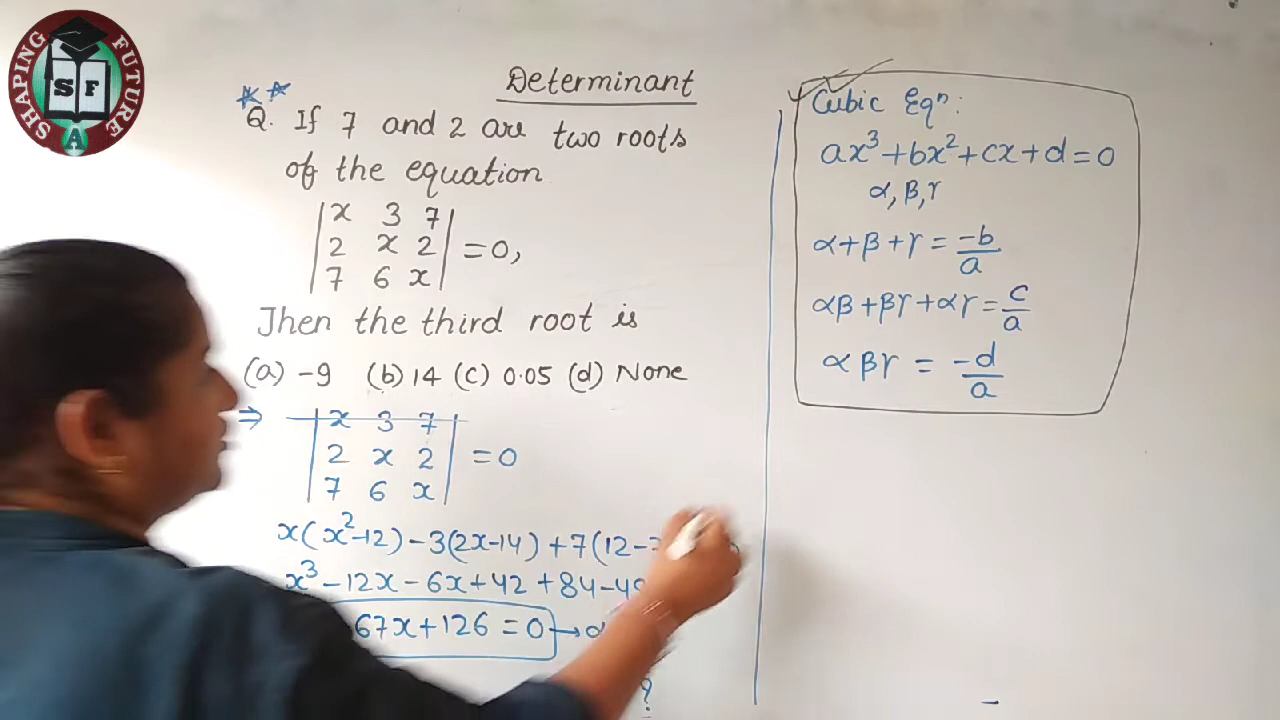 SHAPING FUTURE
S F
A
Determinant
Q. If 7 and 2 are two roots
of the equation
| x 3 7 |
| 2 x 2 | = 0,
| 7 6 x |
Then the third root is
(a) -9 (b) 14 (c) 0.05 (d) None
⇒ | x 3 7 |
| 2 x 2 | = 0
| 7 6 x |
x(x²-12) - 3(2x-14) + 7(12-
x³ - 12x - 6x + 42 + 84 - 49
67x + 126 = 0 →
?
Cubic Eqⁿ:
ax³ + bx² + cx + d = 0
α, β, γ
α + β + γ = -b/a
αβ + βγ + αγ = c/a
αβγ = -d/a